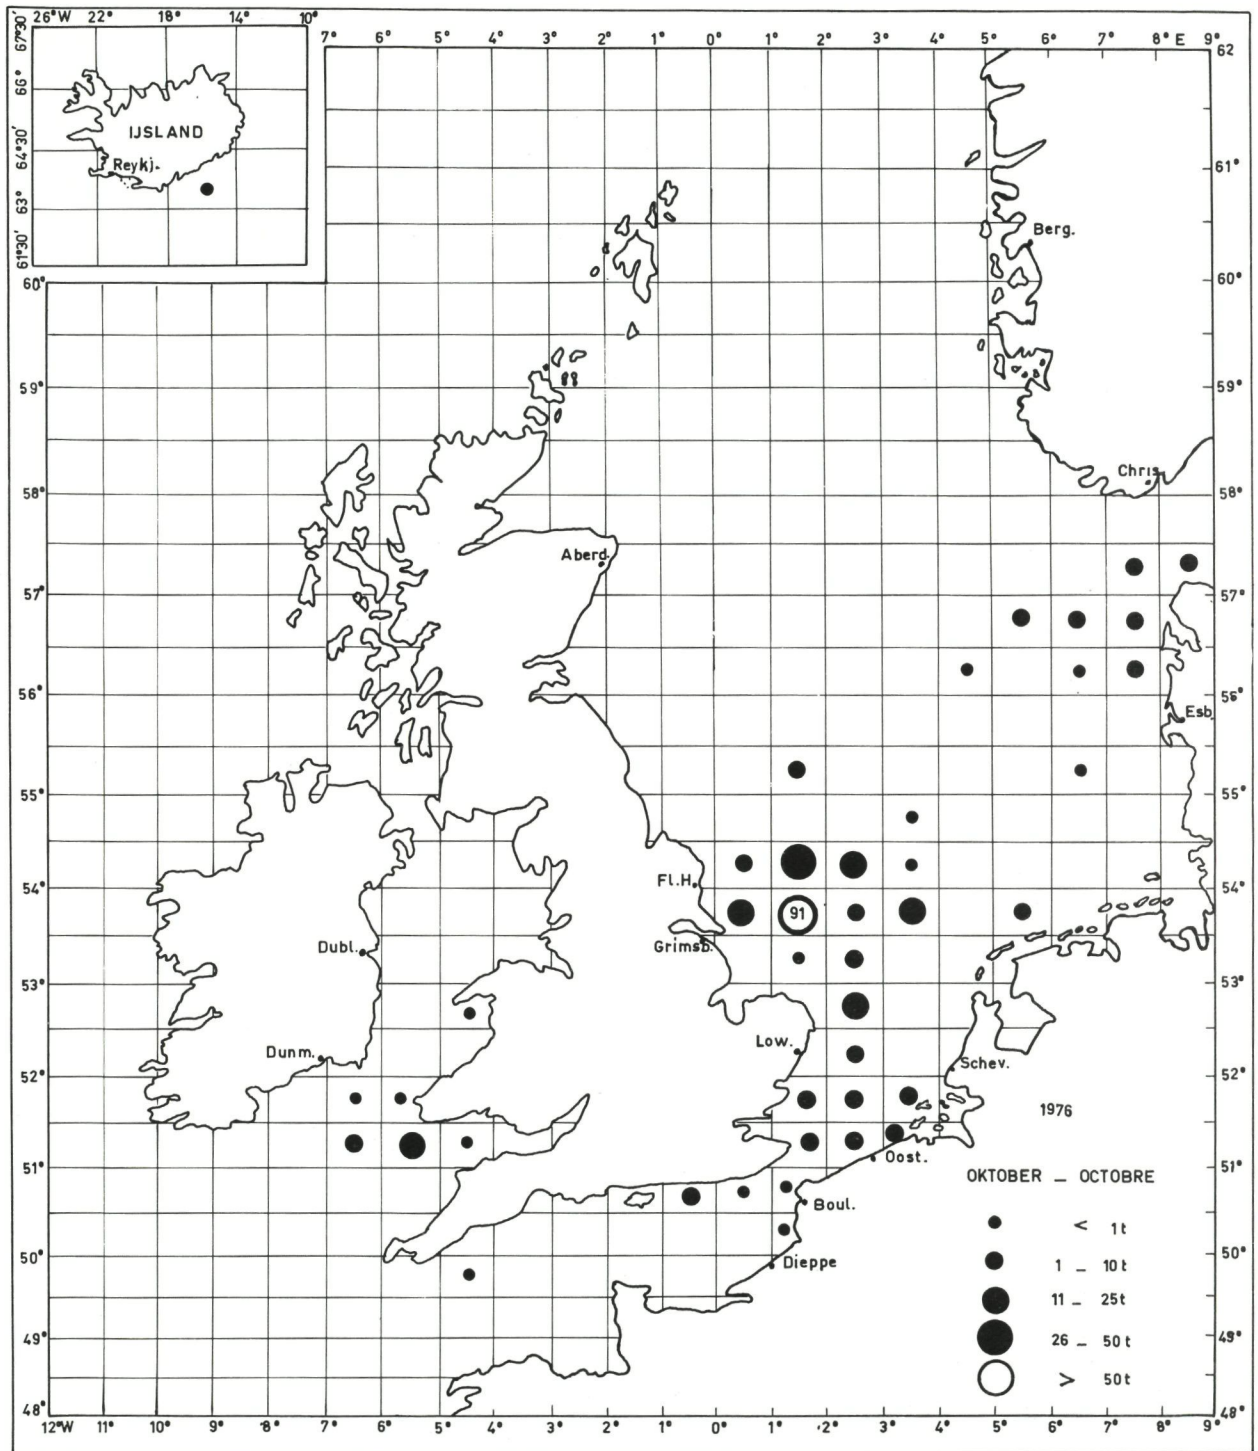 26°W 22° 18° 14° 10°
67°30'
66°
64°30'
63°
61°30'
IJSLAND
Reykj.
7° 6° 5° 4° 3° 2° 1° 0° 1° 2° 3° 4° 5° 6° 7° 8° E 9°
62
61° 61°
Berg.
60° 60°
59° 59°
Chris
58° 58°
Aberd.
57° 57°
56° 56°
Esb.
55° 55°
54° 54°
Fl.H.
91
Grimsb.
Dubl.
53° 53°
Low.
Dunm.
52° 52°
Schev.
1976
51° 51°
Oost.
OKTOBER _ OCTOBRE
Boul.
< 1t
50° 50°
Dieppe
1 _ 10t
11 _ 25t
49° 49°
26 _ 50t
> 50t
48° 48°
12°W 11° 10° 9° 8° 7° 6° 5° 4° 3° 2° 1° 0° 1° 2° 3° 4° 5° 6° 7° 8° 9°